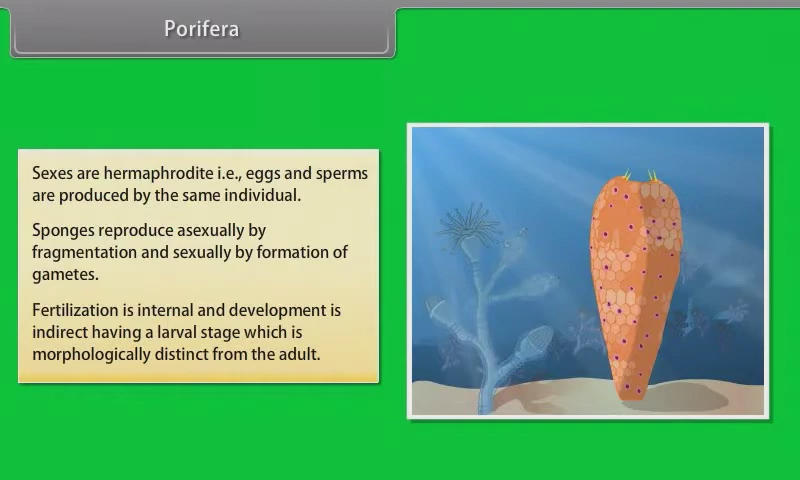 Porifera
Sexes are hermaphrodite i.e., eggs and sperms
are produced by the same individual.
Sponges reproduce asexually by
fragmentation and sexually by formation of
gametes.
Fertilization is internal and development is
indirect having a larval stage which is
morphologically distinct from the adult.